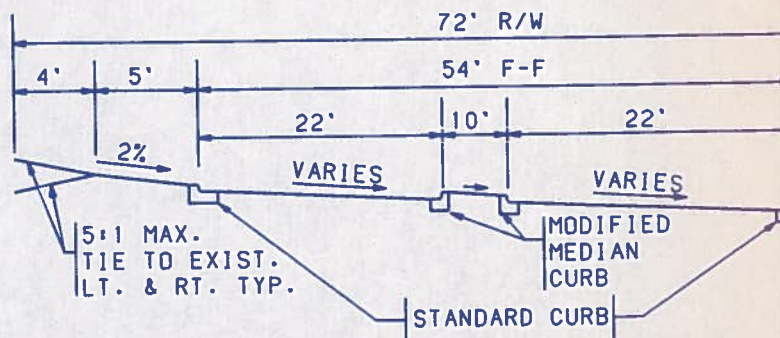 72' R/W
4'
5'
54' F-F
22'
10'
22'
2%
VARIES
VARIES
5:1 MAX.
TIE TO EXIST.
LT. & RT. TYP.
MODIFIED
MEDIAN
CURB
STANDARD CURB